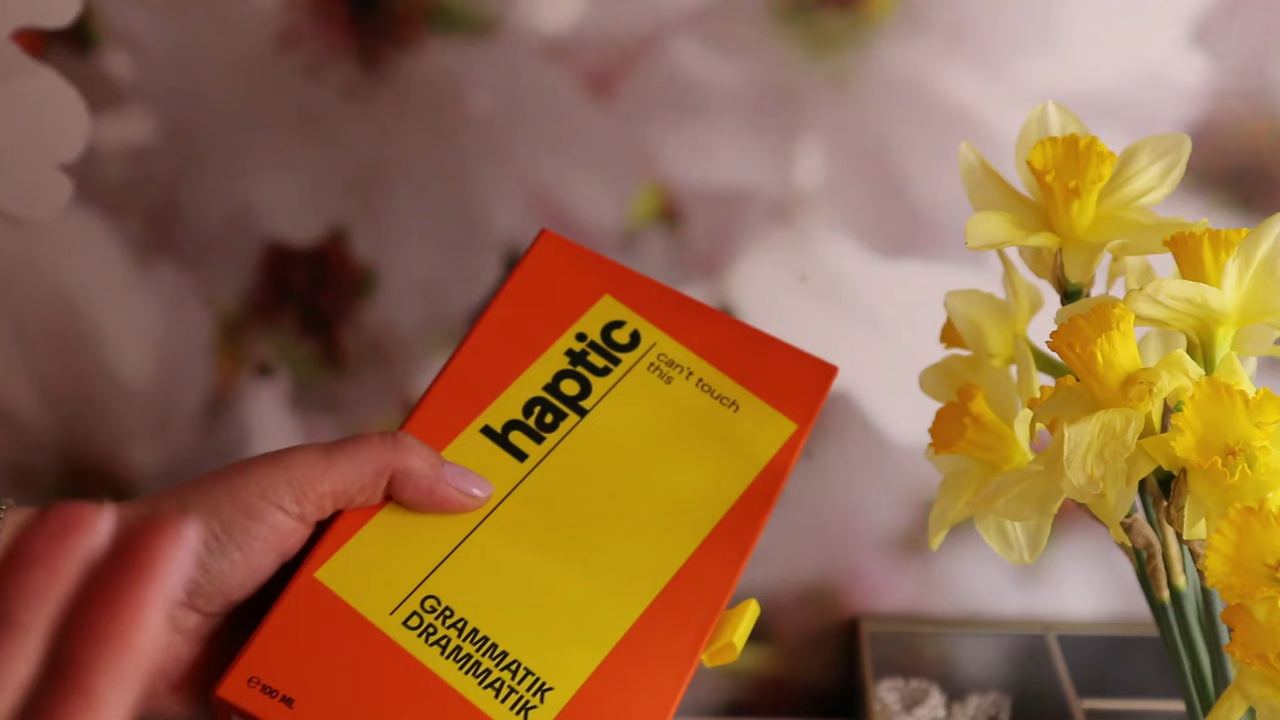 haptic
can't touch
this
GRAMMATIK
DRAMMATIK
℮100 ML